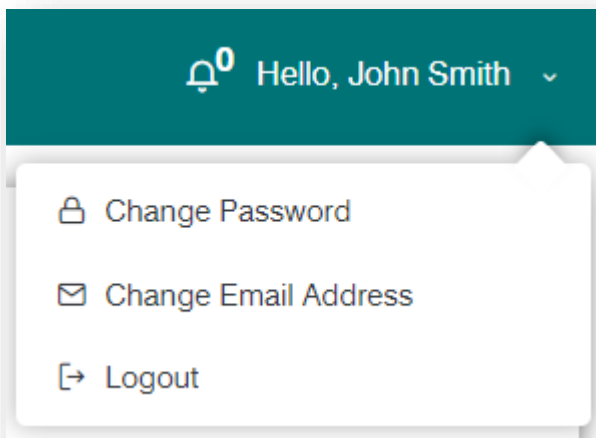 0 Hello, John Smith
Change Password
Change Email Address
Logout